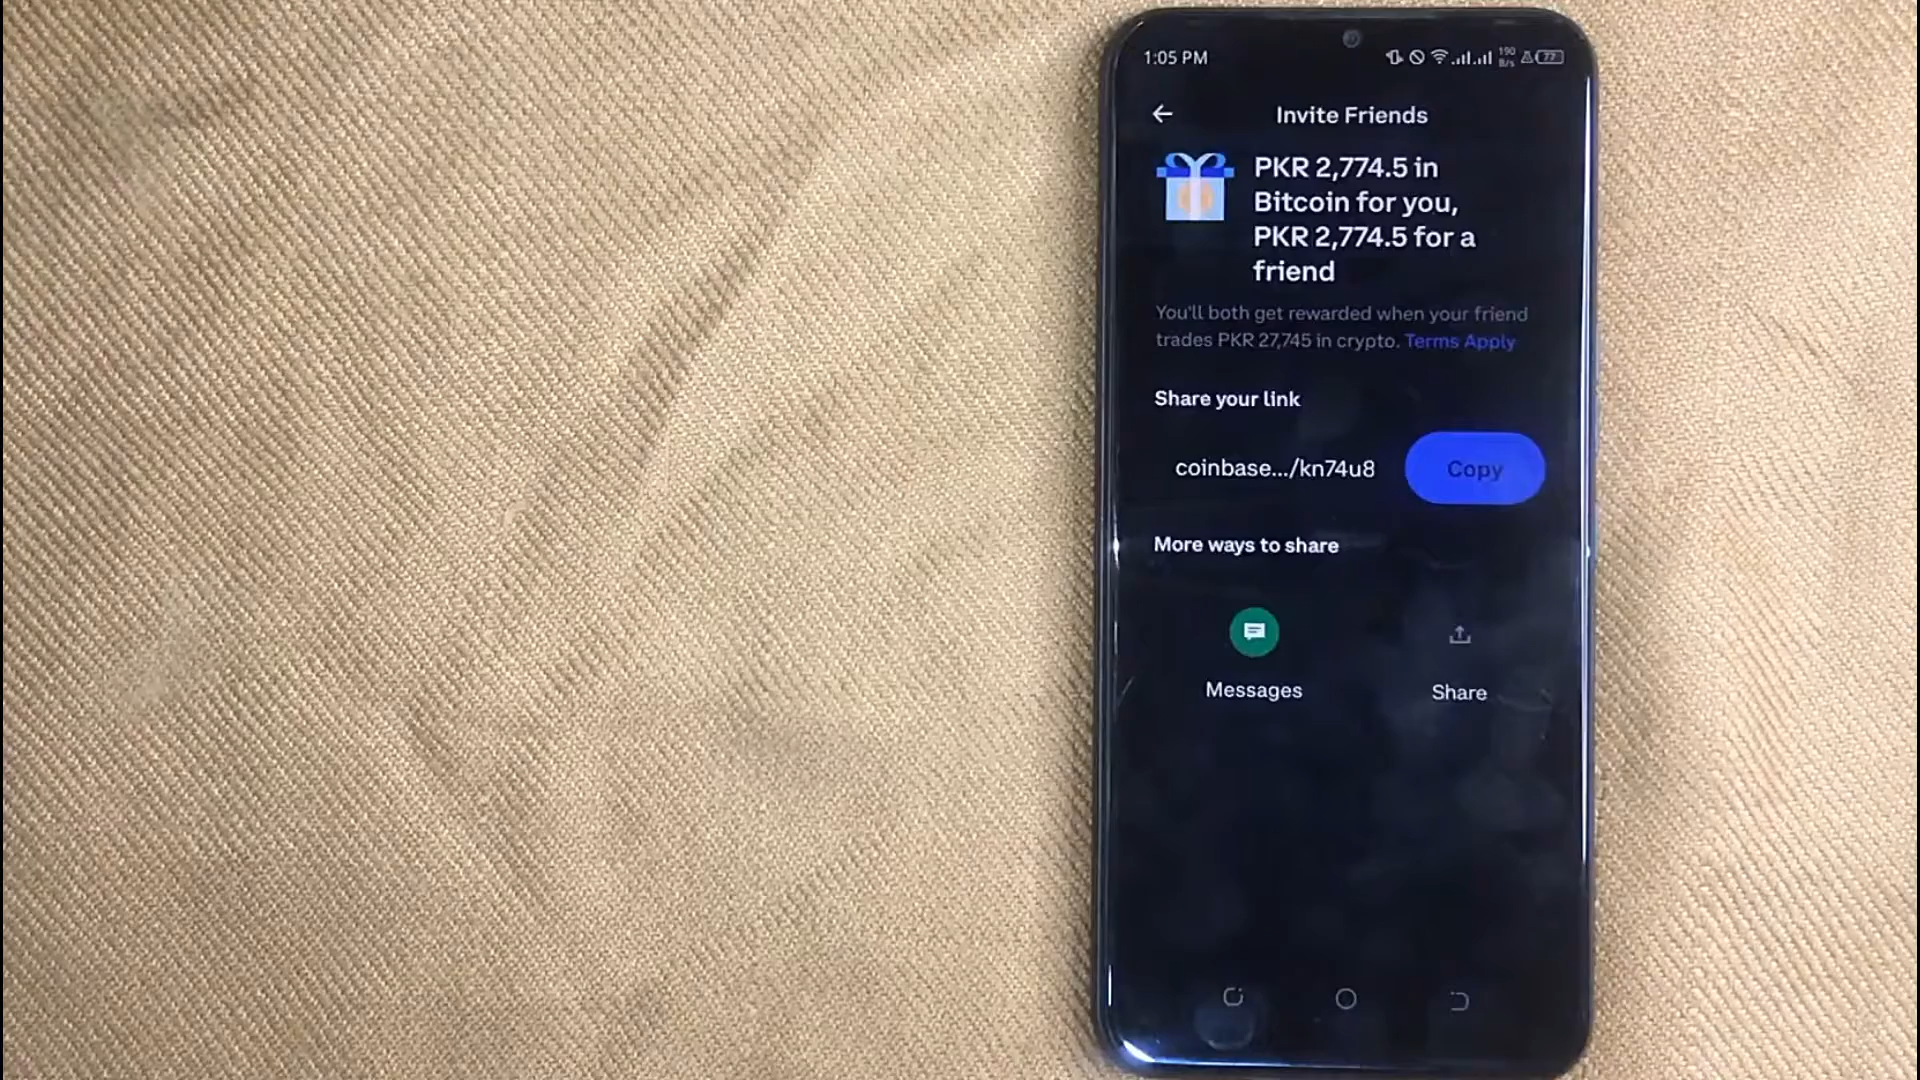 1:05 PM
190
B/s
77
Invite Friends
PKR 2,774.5 in
Bitcoin for you,
PKR 2,774.5 for a
friend
You'll both get rewarded when your friend
trades PKR 27,745 in crypto. Terms Apply
Share your link
coinbase.../kn74u8
Copy
More ways to share
Messages
Share